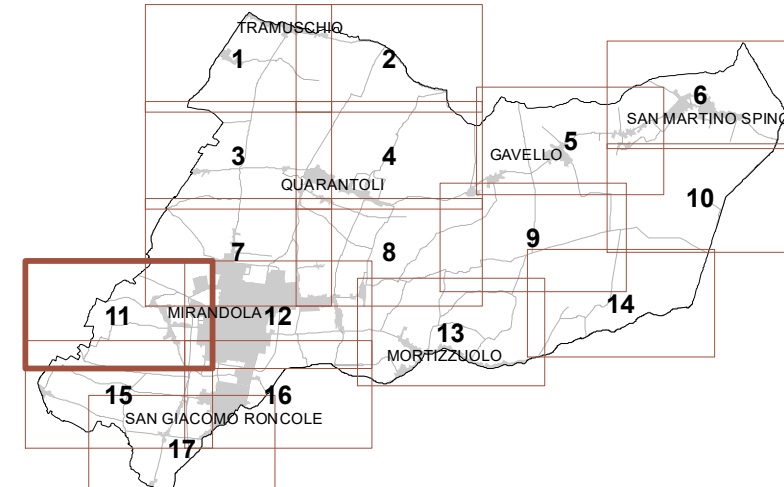 TRAMUSCHIO
1
2
6
SAN MARTINO SPINO
5
3
4
GAVELLO
QUARANTOLI
10
7
8
9
11
MIRANDOLA
12
14
13
MORTIZZUOLO
15
16
SAN GIACOMO RONCOLE
17